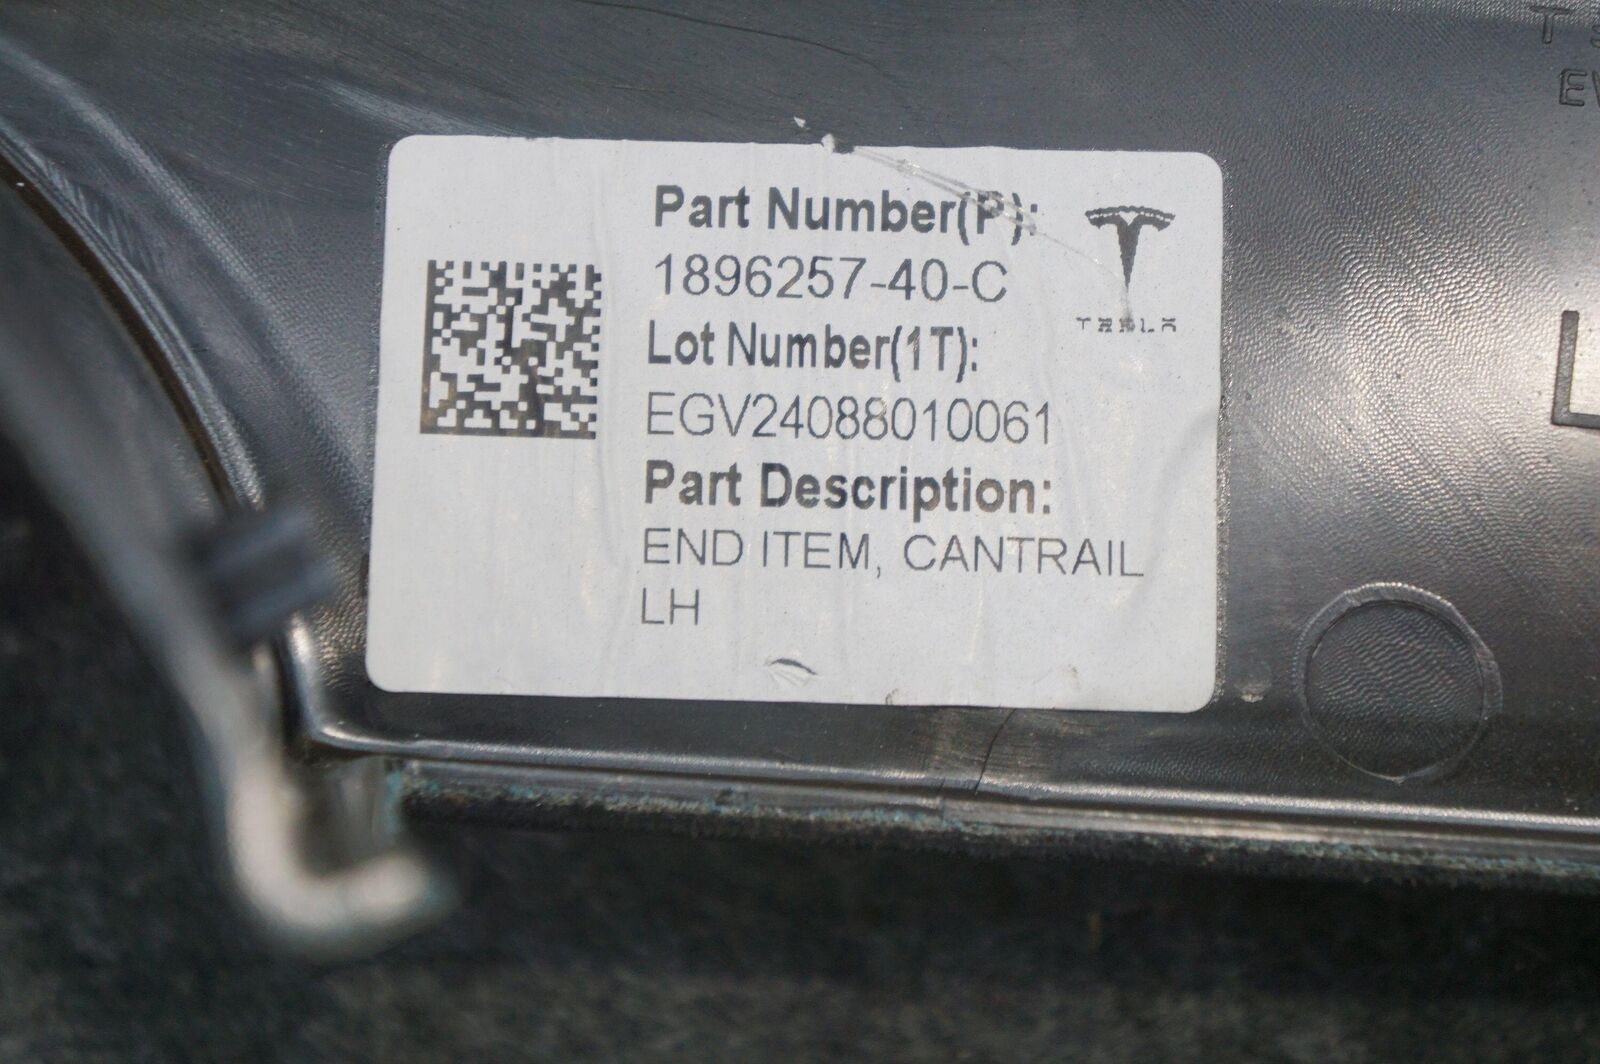 Part Number(P):
1896257-40-C
TESLA
Lot Number(1T):
EGV24088010061
Part Description:
END ITEM, CANTRAIL
LH